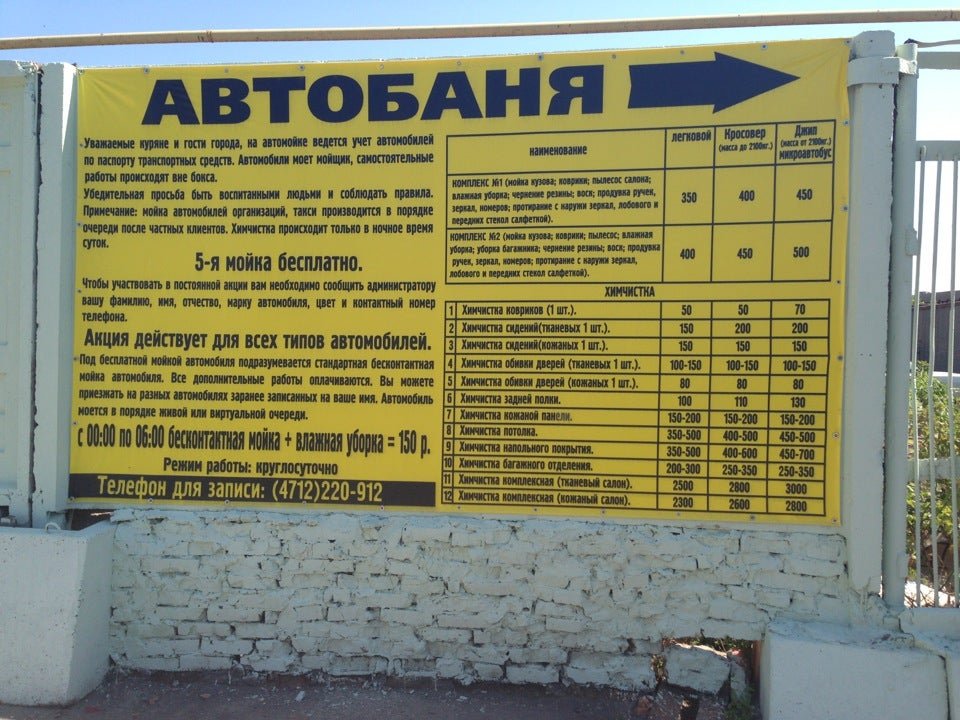 АВТОБАНЯ
Уважаемые куряне и гости города, на автомойке ведется учет автомобилей
по паспорту транспортных средств. Автомобили моет мойщик, самостоятельные
работы происходят вне бокса.
Убедительная просьба быть воспитанными людьми и соблюдать правила.
Примечание: мойка автомобилей организаций, такси производится в порядке
очереди после частных клиентов. Химчистка происходит только в ночное время
суток.
5-я мойка бесплатно.
Чтобы участвовать в постоянной акции вам необходимо сообщить администратору
вашу фамилию, имя, отчество, марку автомобиля, цвет и контактный номер
телефона.
Акция действует для всех типов автомобилей.
Под бесплатной мойкой автомобиля подразумевается стандартная бесконтактная
мойка автомобиля. Все дополнительные работы оплачиваются. Вы можете
приезжать на разных автомобилях заранее записанных на ваше имя. Автомобиль
моется в порядке живой или виртуальной очереди.
с 00:00 по 06:00 бесконтактная мойка + влажная уборка = 150 р.
Режим работы: круглосуточно
Телефон для записи: (4712)220-912
наименование
легковой
Кросовер
(масса до 2100кг.)
Джип
(масса от 2100кг.)
микроавтобус
КОМПЛЕКС №1 (мойка кузова; коврики; пылесос салона;
влажная уборка; чернение резины; воск; продувка ручек,
зеркал, номеров; протирание с наружи зеркал, лобового и
передних стекол салфеткой).
350 400 450
КОМПЛЕКС №2 (мойка кузова; коврики; пылесос; влажная
уборка; уборка багажника; чернение резины; воск; продувка
ручек, зеркал, номеров; протирание с наружи зеркал,
лобового и передних стекол салфеткой).
400 450 500
ХИМЧИСТКА
1 Химчистка ковриков (1 шт.). 50 50 70
2 Химчистка сидений(тканевых 1 шт.). 150 200 200
3 Химчистка сидений(кожаных 1 шт.). 150 150 150
4 Химчистка обивки дверей (тканевых 1 шт.). 100-150 100-150 100-150
5 Химчистка обивки дверей (кожаных 1 шт.). 80 80 80
6 Химчистка задней полки. 100 110 130
7 Химчистка кожаной панели. 150-200 150-200 150-200
8 Химчистка потолка. 350-500 400-500 450-500
9 Химчистка напольного покрытия. 350-500 400-600 450-700
10 Химчистка багажного отделения. 200-300 250-350 250-350
11 Химчистка комплексная (тканевый салон). 2500 2800 3000
12 Химчистка комплексная (кожаный салон). 2300 2600 2800